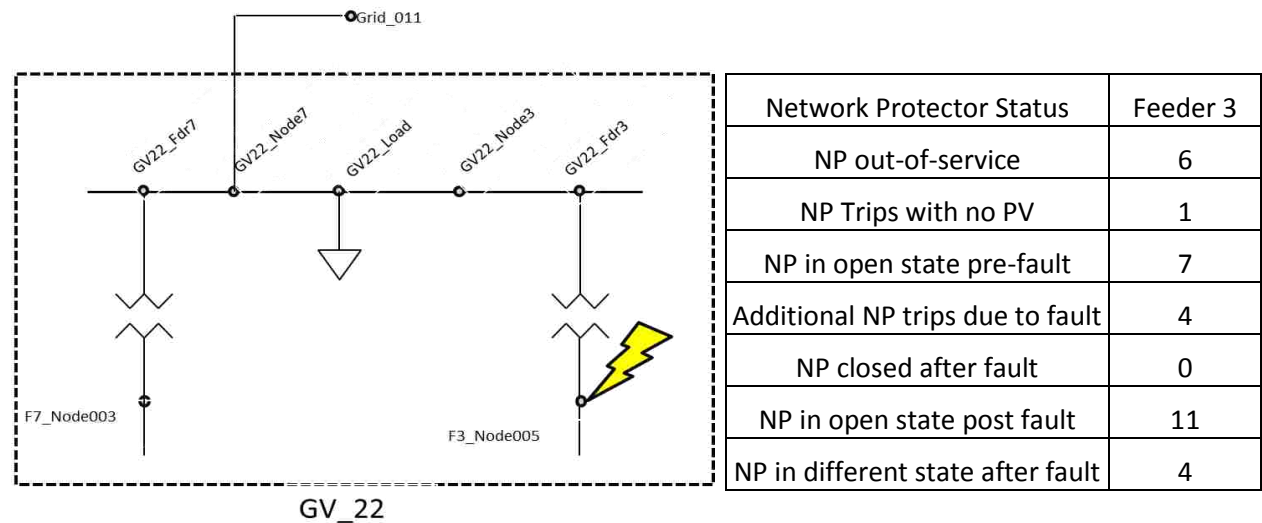 Grid_011
GV22_Fdr7
GV22_Node7
GV22_Load
GV22_Node3
GV22_Fdr3
F7_Node003
F3_Node005
GV_22
Network Protector Status Feeder 3
NP out-of-service 6
NP Trips with no PV 1
NP in open state pre-fault 7
Additional NP trips due to fault 4
NP closed after fault 0
NP in open state post fault 11
NP in different state after fault 4